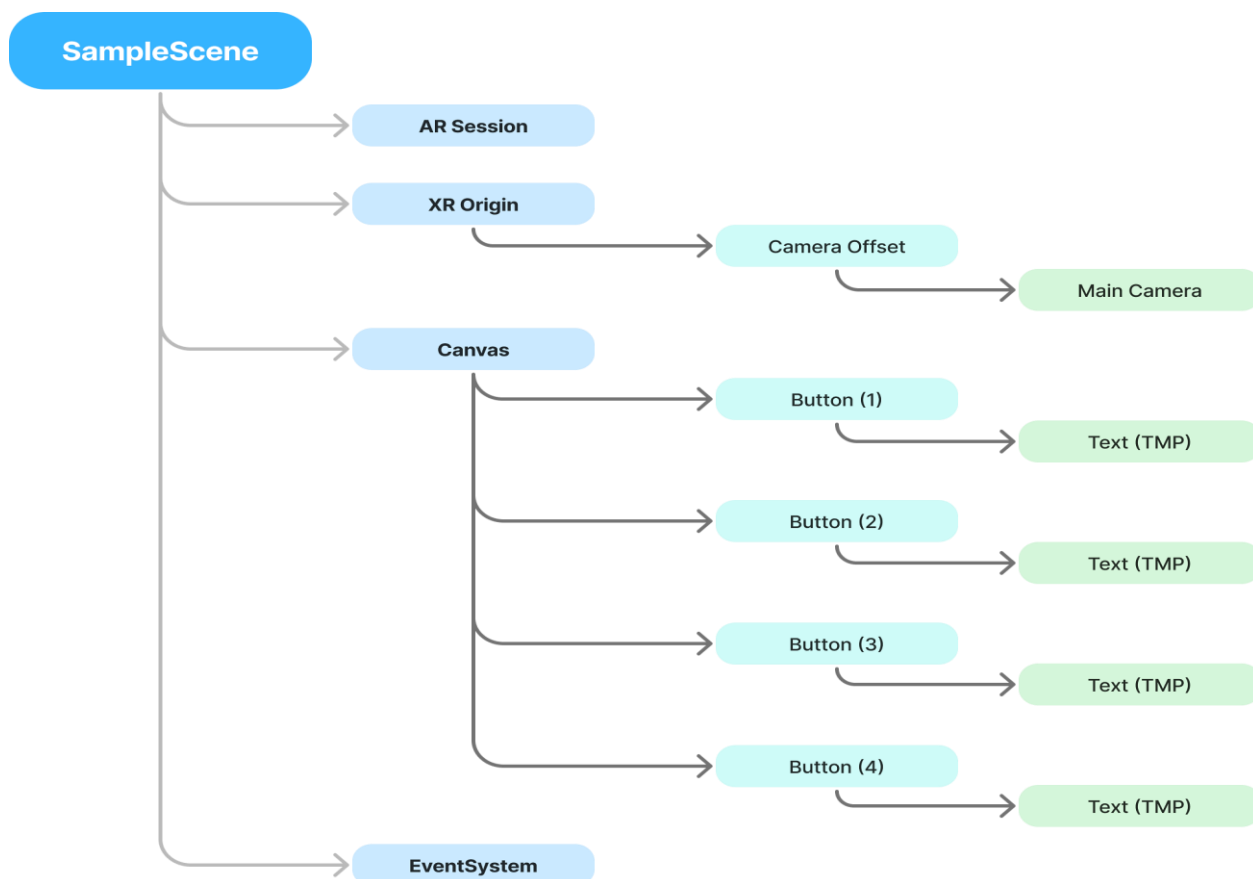 SampleScene
AR Session
XR Origin
Camera Offset
Main Camera
Canvas
Button (1)
Text (TMP)
Button (2)
Text (TMP)
Button (3)
Text (TMP)
Button (4)
Text (TMP)
EventSystem